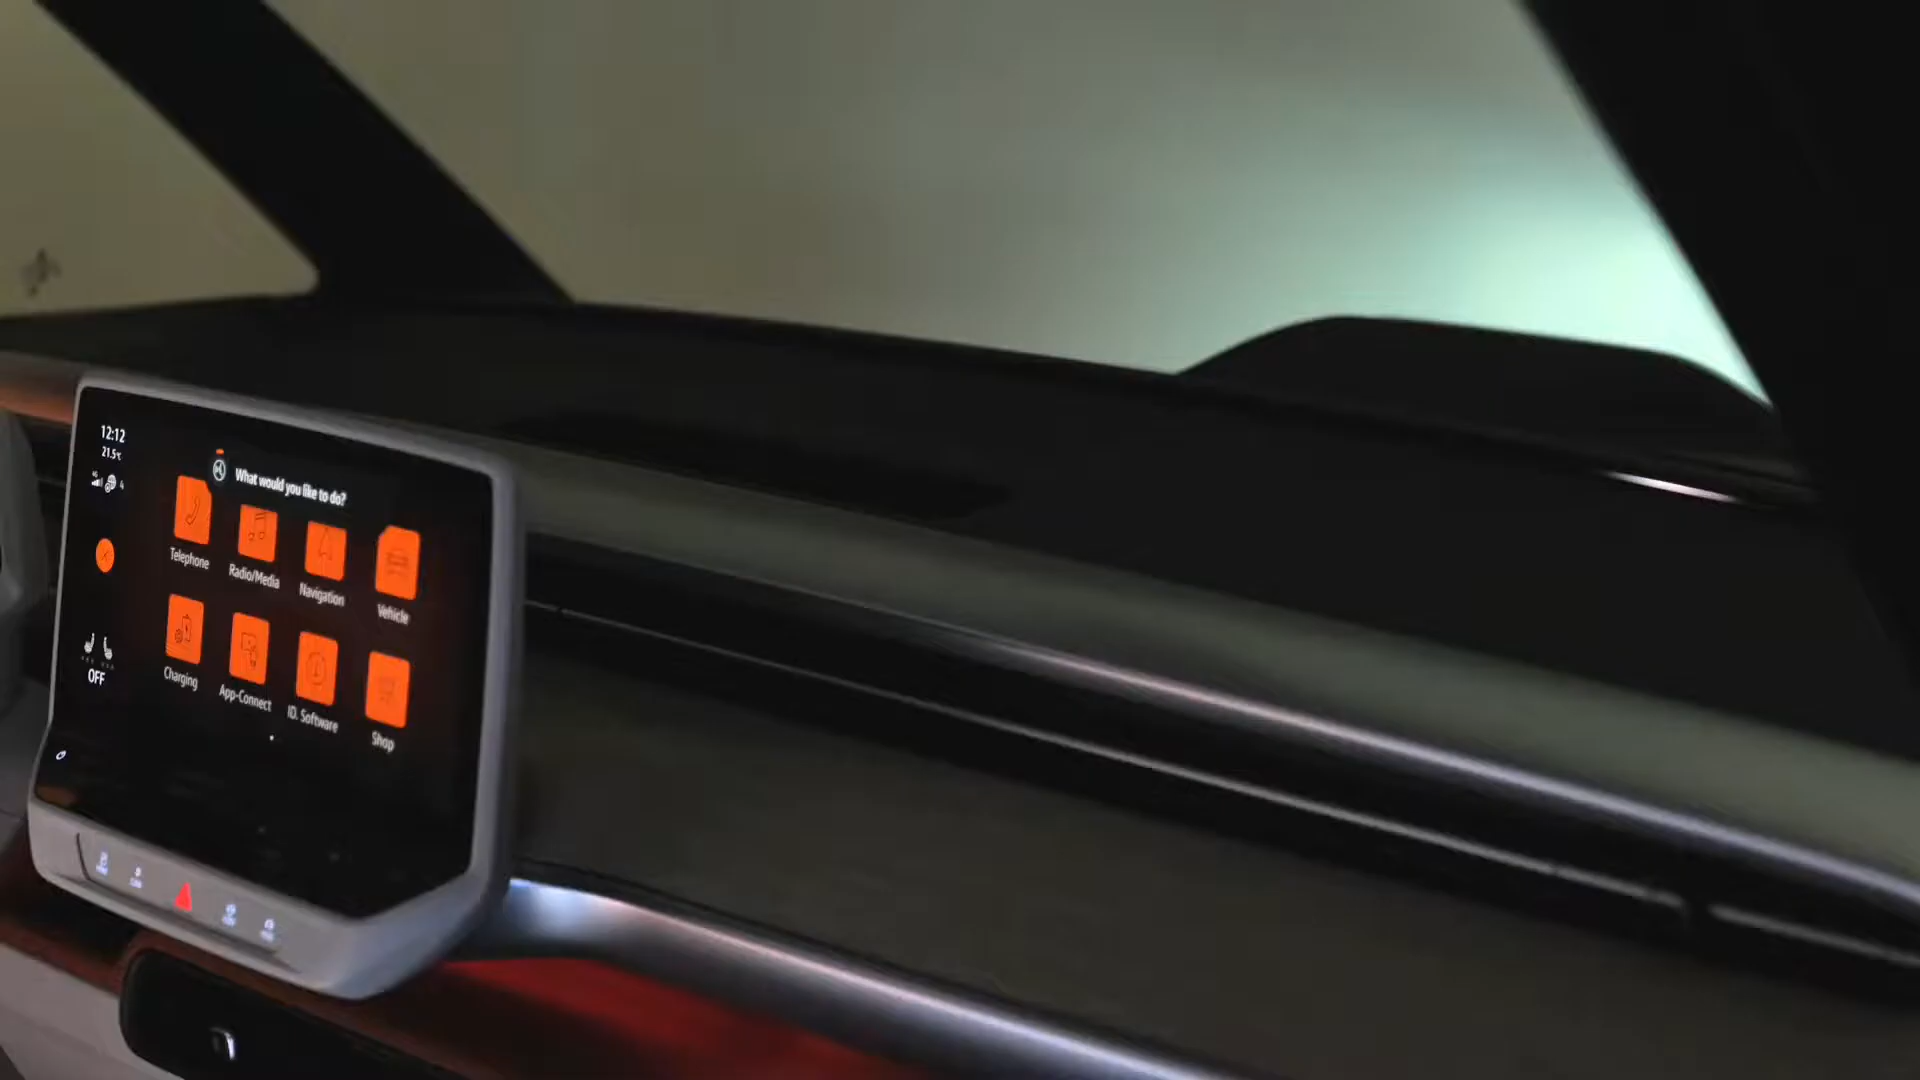 12:12
21.5°c
4G
What would you like to do?
Telephone
Radio/Media
Navigation
Vehicle
Charging
App-Connect
ID. Software
Shop
OFF